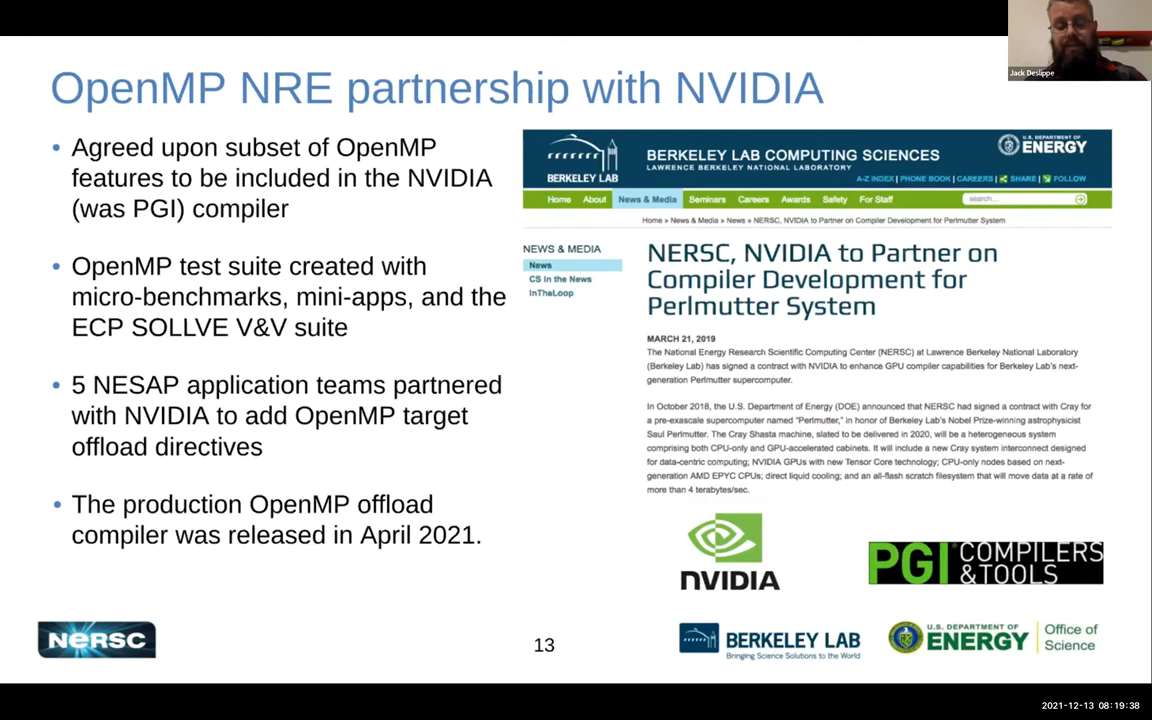 Jack Deslippe
OpenMP NRE partnership with NVIDIA
• Agreed upon subset of OpenMP
features to be included in the NVIDIA
(was PGI) compiler
• OpenMP test suite created with
micro-benchmarks, mini-apps, and the
ECP SOLLVE V&V suite
• 5 NESAP application teams partnered
with NVIDIA to add OpenMP target
offload directives
• The production OpenMP offload
compiler was released in April 2021.
BERKELEY LAB
BERKELEY LAB COMPUTING SCIENCES
LAWRENCE BERKELEY NATIONAL LABORATORY
U.S. DEPARTMENT OF
ENERGY
A-Z INDEX | PHONE BOOK | CAREERS | SHARE | FOLLOW
Home About News & Media Seminars Careers Awards Safety For Staff
search...
Home » News & Media » News » NERSC, NVIDIA to Partner on Compiler Development for Perlmutter System
NEWS & MEDIA
News
CS In the News
InTheLoop
NERSC, NVIDIA to Partner on
Compiler Development for
Perlmutter System
MARCH 21, 2019
The National Energy Research Scientific Computing Center (NERSC) at Lawrence Berkeley National Laboratory
(Berkeley Lab) has signed a contract with NVIDIA to enhance GPU compiler capabilities for Berkeley Lab's next-
generation Perlmutter supercomputer.
In October 2018, the U.S. Department of Energy (DOE) announced that NERSC had signed a contract with Cray for
a pre-exascale supercomputer named "Perlmutter," in honor of Berkeley Lab's Nobel Prize-winning astrophysicist
Saul Perlmutter. The Cray Shasta machine, slated to be delivered in 2020, will be a heterogeneous system
comprising both CPU-only and GPU-accelerated cabinets. It will include a new Cray system interconnect designed
for data-centric computing; NVIDIA GPUs with new Tensor Core technology; CPU-only nodes based on next-
generation AMD EPYC CPUs; direct liquid cooling; and an all-flash scratch filesystem that will move data at a rate of
more than 4 terabytes/sec.
NVIDIA
PGI COMPILERS
&TOOLS
NERSC
13
BERKELEY LAB
Bringing Science Solutions to the World
U.S. DEPARTMENT OF
ENERGY
Office of
Science
2021-12-13 08:19:38